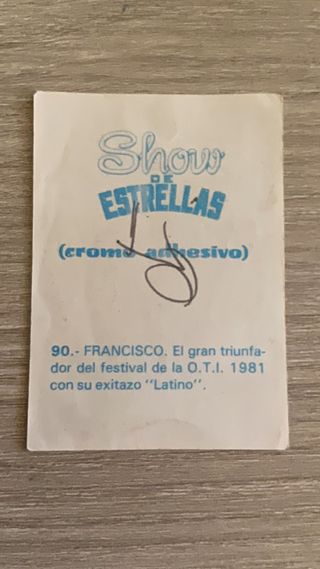 Show
DE
ESTRELLAS
(cromo adhesivo)
90.- FRANCISCO. El gran triunfa-
dor del festival de la O.T.I. 1981
con su exitazo "Latino".